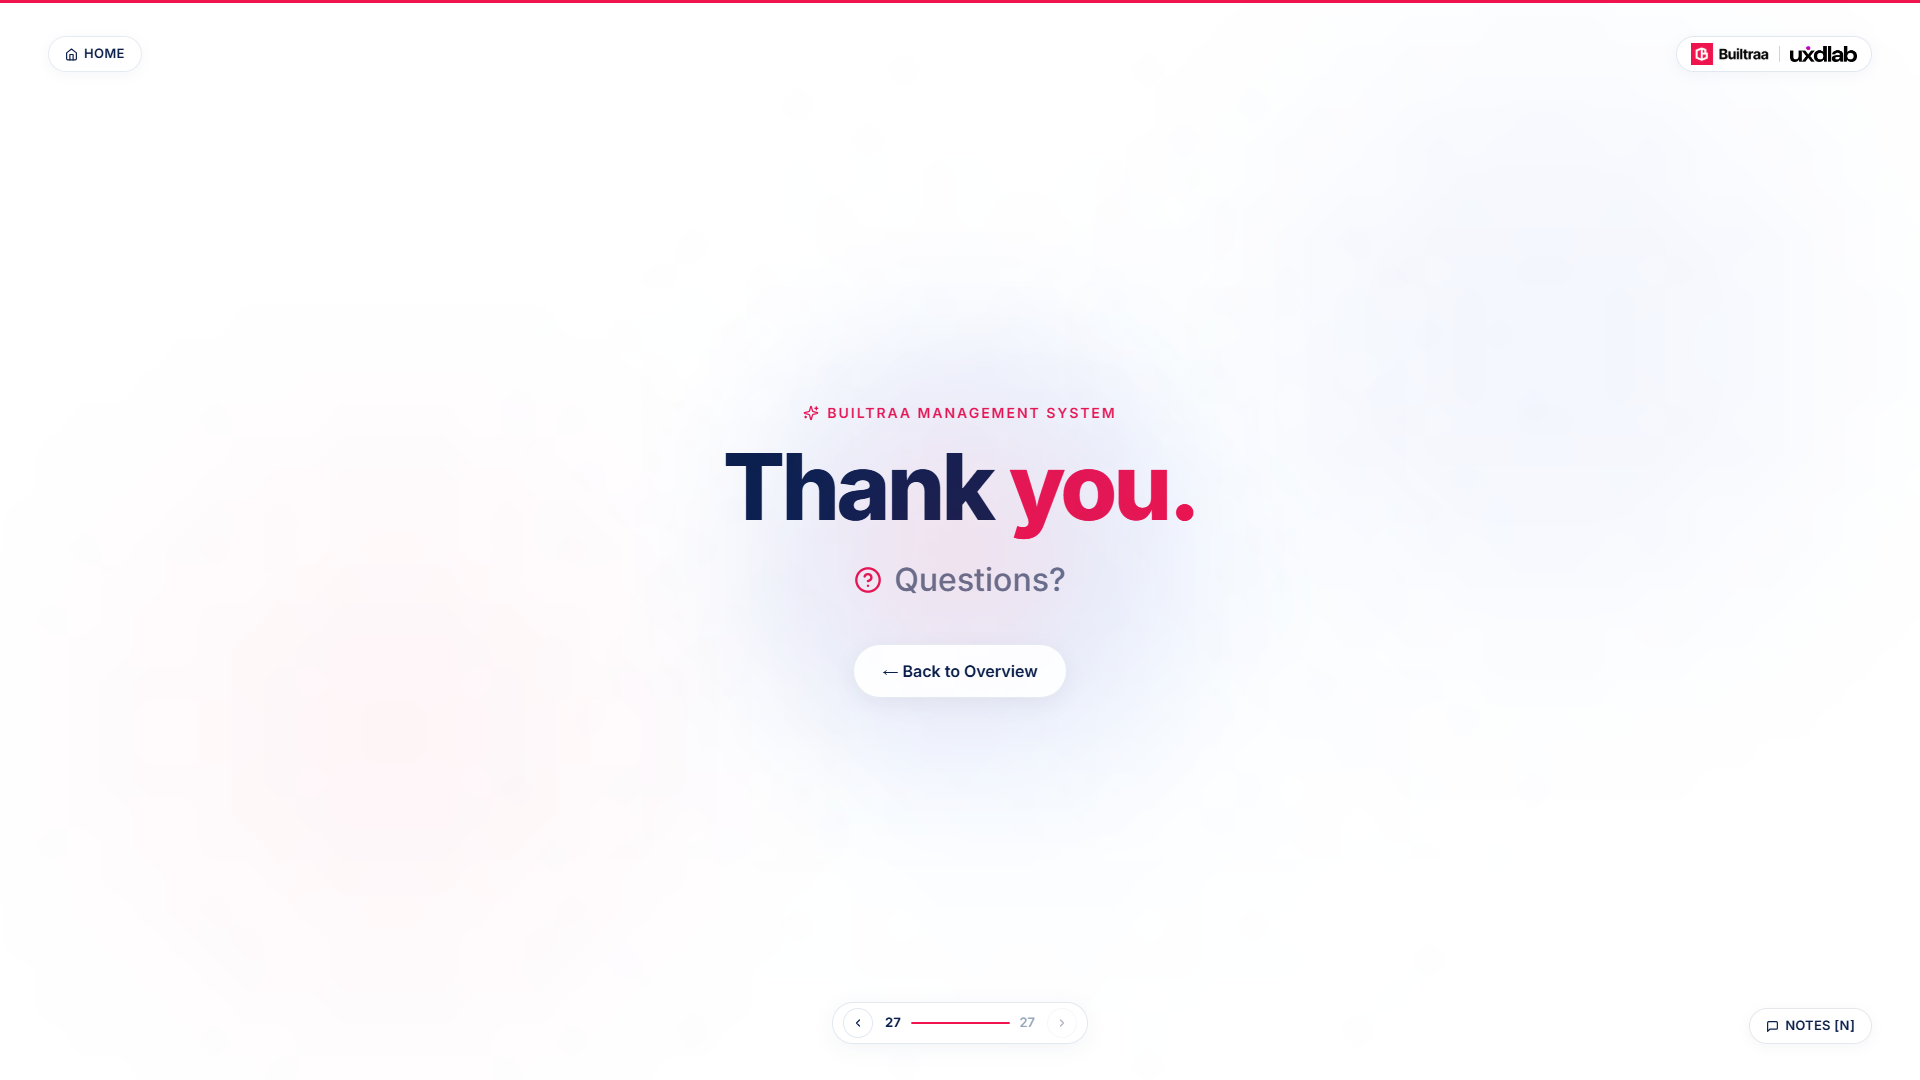 HOME
Builtraa | uxdlab
BUILTRAA MANAGEMENT SYSTEM
Thank you.
Questions?
← Back to Overview
27 27
NOTES [N]